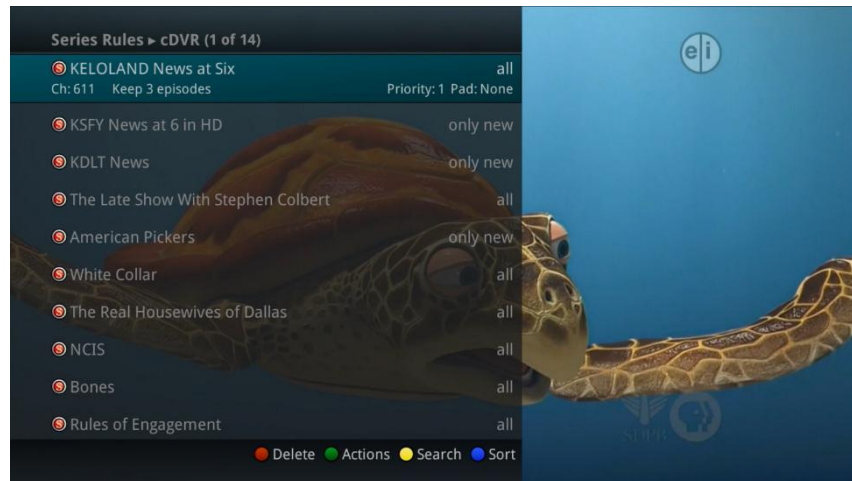 Series Rules ▸ cDVR (1 of 14)
S KELOLAND News at Six all
Ch: 611 Keep 3 episodes Priority: 1 Pad: None
S KSFY News at 6 in HD only new
S KDLT News only new
S The Late Show With Stephen Colbert all
S American Pickers only new
S White Collar all
S The Real Housewives of Dallas all
S NCIS all
S Bones all
S Rules of Engagement all
Delete Actions Search Sort
e i
SDPB